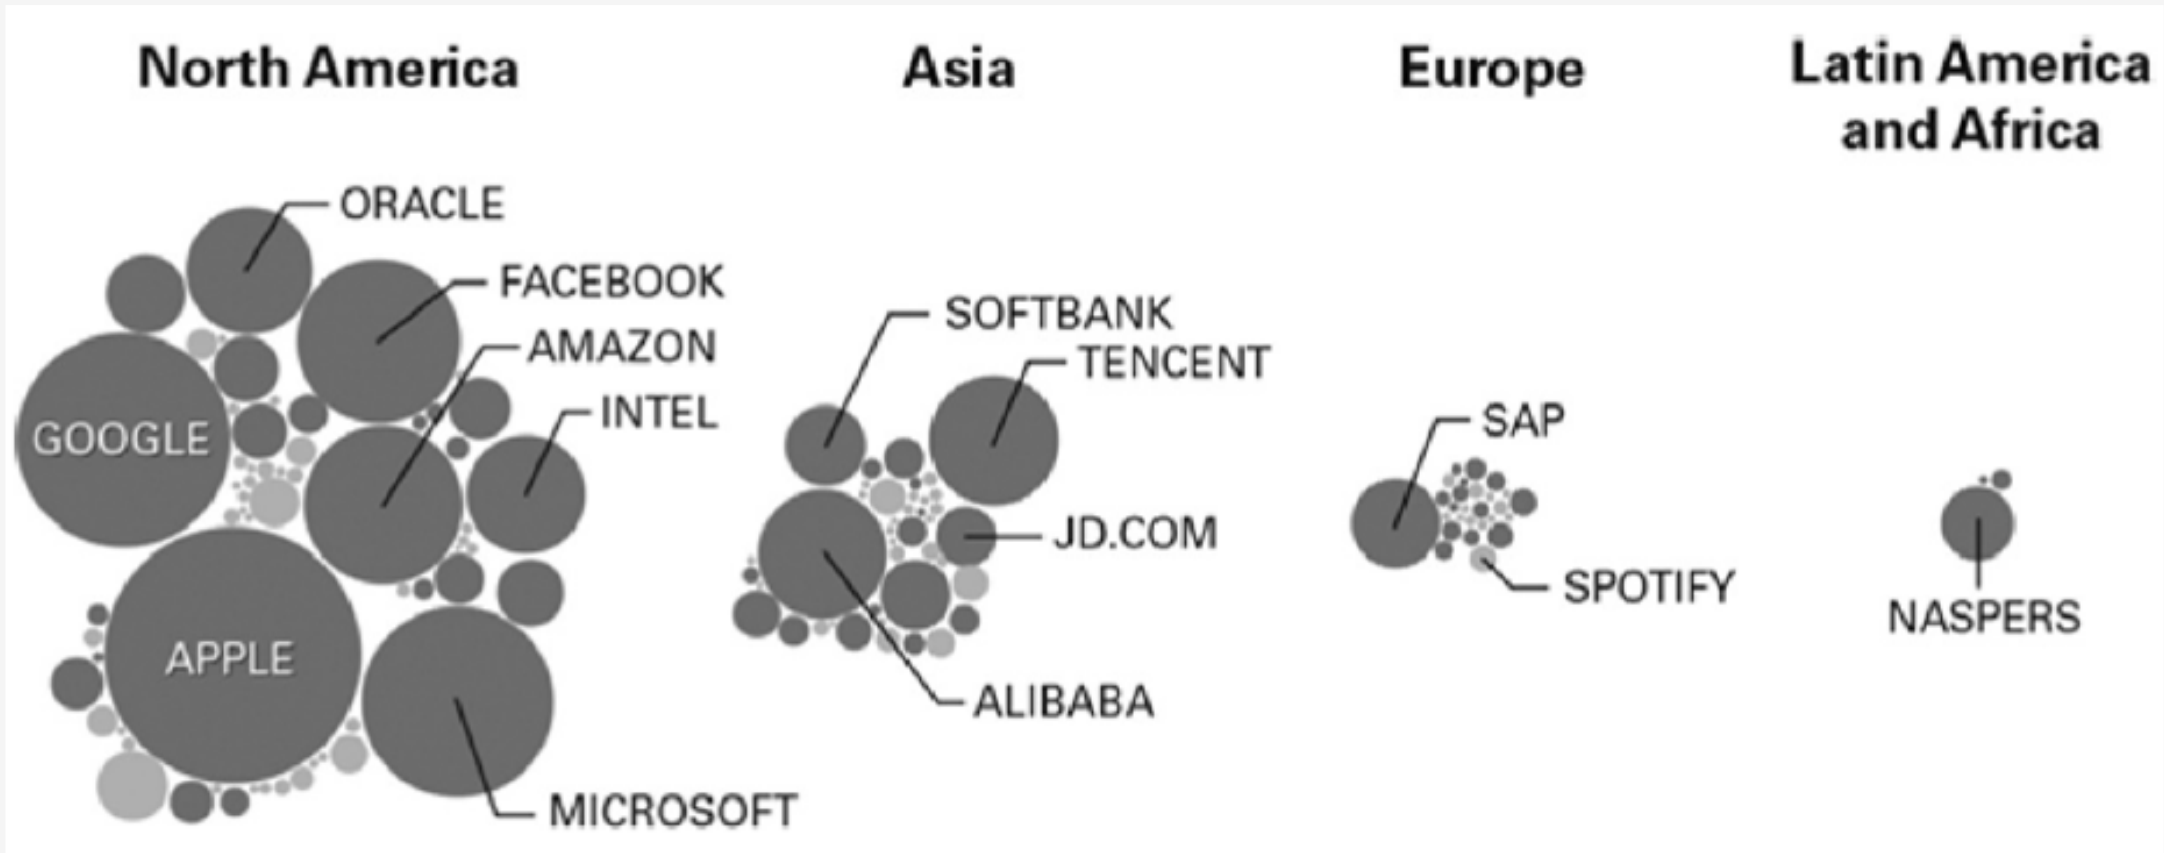 North America
Asia
Europe
Latin America
and Africa
ORACLE
FACEBOOK
AMAZON
INTEL
GOOGLE
APPLE
MICROSOFT
SOFTBANK
TENCENT
JD.COM
ALIBABA
SAP
SPOTIFY
NASPERS